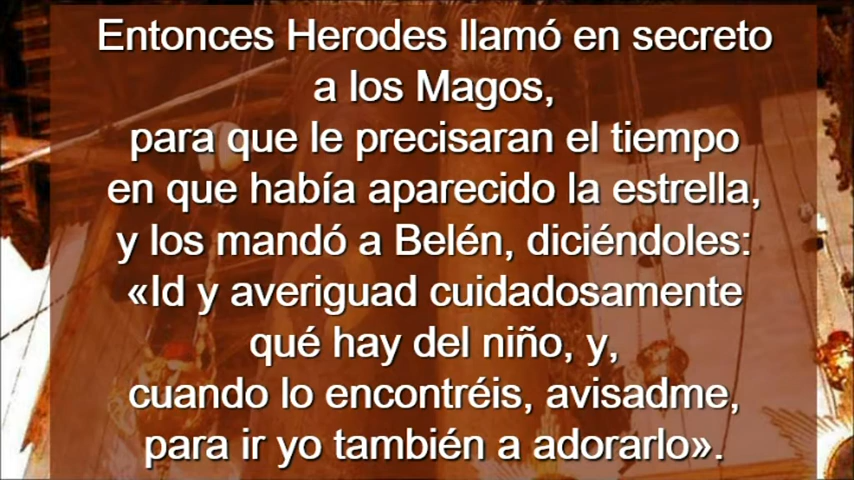 Entonces Herodes llamó en secreto
a los Magos,
para que le precisaran el tiempo
en que había aparecido la estrella,
y los mandó a Belén, diciéndoles:
«Id y averiguad cuidadosamente
qué hay del niño, y,
cuando lo encontréis, avisadme,
para ir yo también a adorarlo».